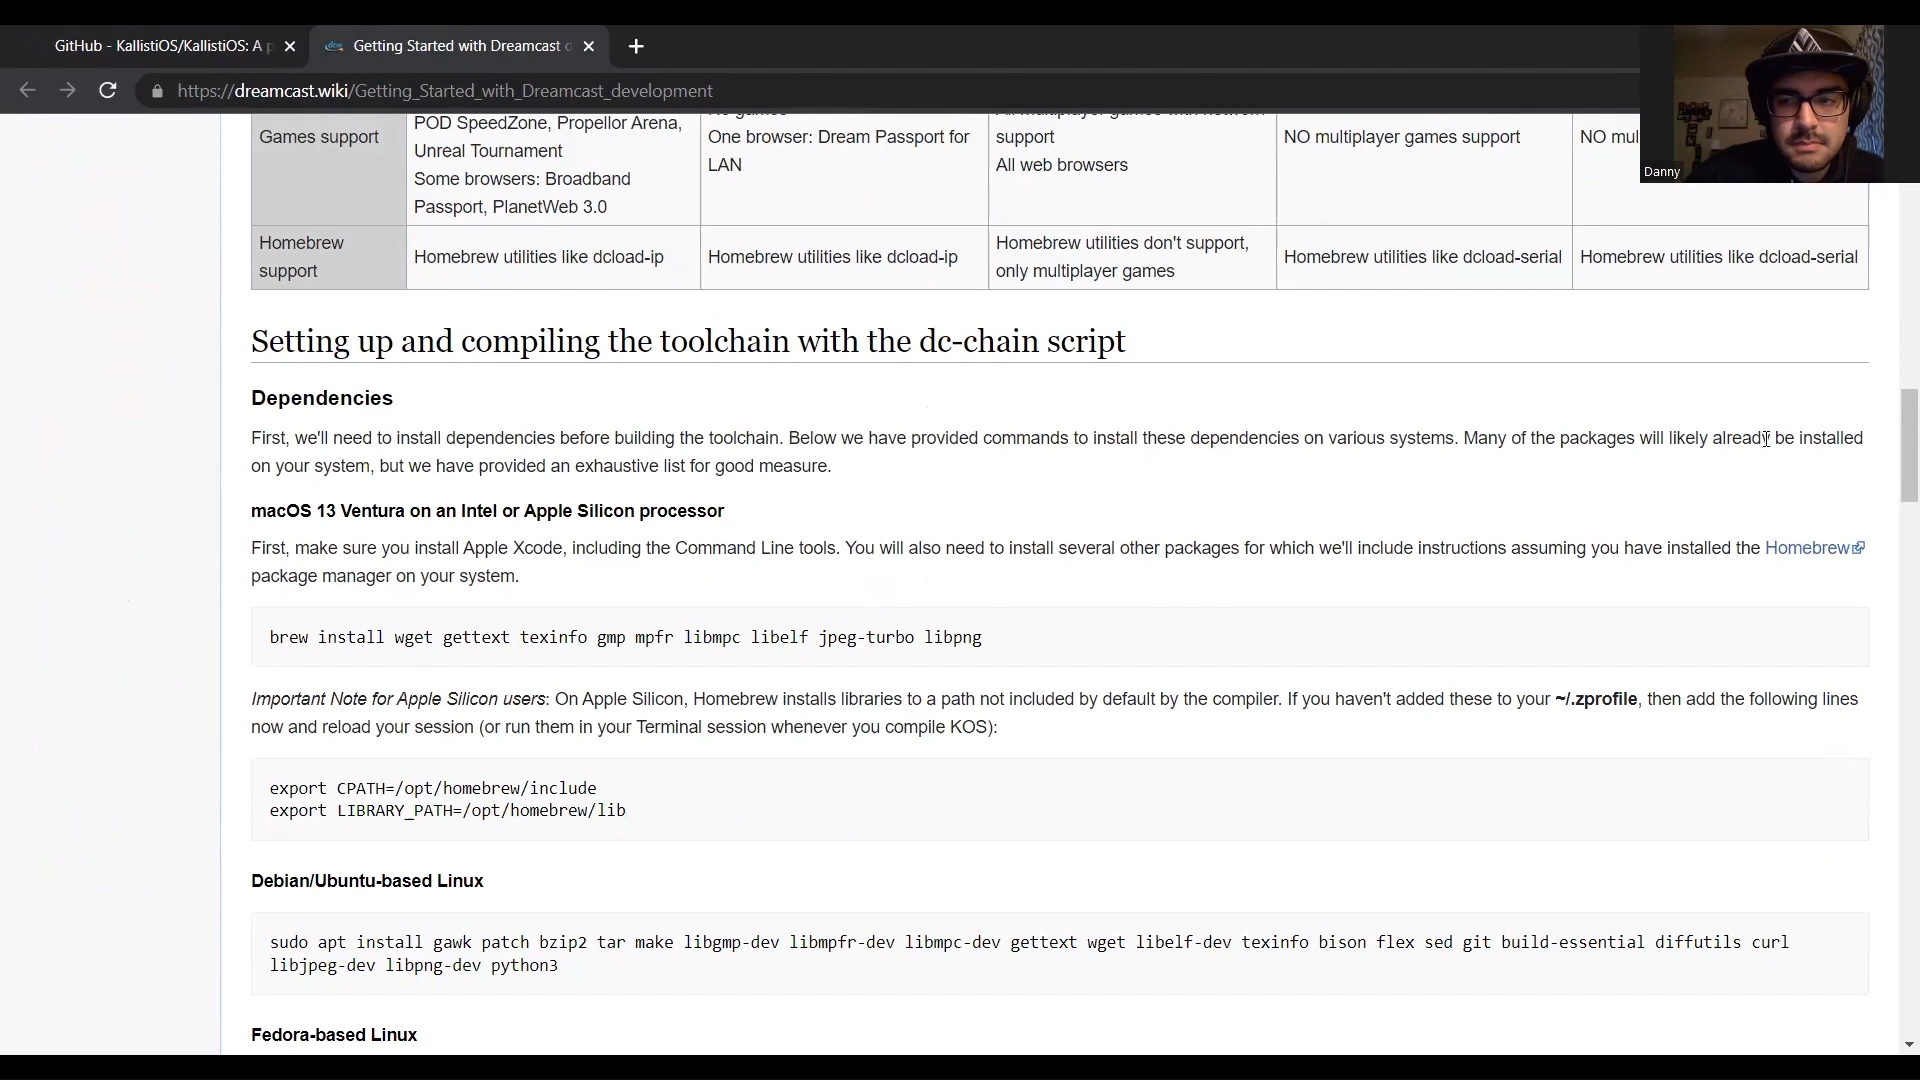 GitHub - KallistiOS/KallistiOS: A p
Getting Started with Dreamcast d
https://dreamcast.wiki/Getting_Started_with_Dreamcast_development
Games support
POD SpeedZone, Propellor Arena,
Unreal Tournament
Some browsers: Broadband
Passport, PlanetWeb 3.0
One browser: Dream Passport for
LAN
All multiplayer games with network
support
All web browsers
NO multiplayer games support
NO mul
Danny
Homebrew
support
Homebrew utilities like dcload-ip
Homebrew utilities like dcload-ip
Homebrew utilities don't support,
only multiplayer games
Homebrew utilities like dcload-serial
Homebrew utilities like dcload-serial
Setting up and compiling the toolchain with the dc-chain script
Dependencies
First, we'll need to install dependencies before building the toolchain. Below we have provided commands to install these dependencies on various systems. Many of the packages will likely already be installed
on your system, but we have provided an exhaustive list for good measure.
macOS 13 Ventura on an Intel or Apple Silicon processor
First, make sure you install Apple Xcode, including the Command Line tools. You will also need to install several other packages for which we'll include instructions assuming you have installed the Homebrew
package manager on your system.
brew install wget gettext texinfo gmp mpfr libmpc libelf jpeg-turbo libpng
Important Note for Apple Silicon users: On Apple Silicon, Homebrew installs libraries to a path not included by default by the compiler. If you haven't added these to your ~/.zprofile, then add the following lines
now and reload your session (or run them in your Terminal session whenever you compile KOS):
export CPATH=/opt/homebrew/include
export LIBRARY_PATH=/opt/homebrew/lib
Debian/Ubuntu-based Linux
sudo apt install gawk patch bzip2 tar make libgmp-dev libmpfr-dev libmpc-dev gettext wget libelf-dev texinfo bison flex sed git build-essential diffutils curl
libjpeg-dev libpng-dev python3
Fedora-based Linux